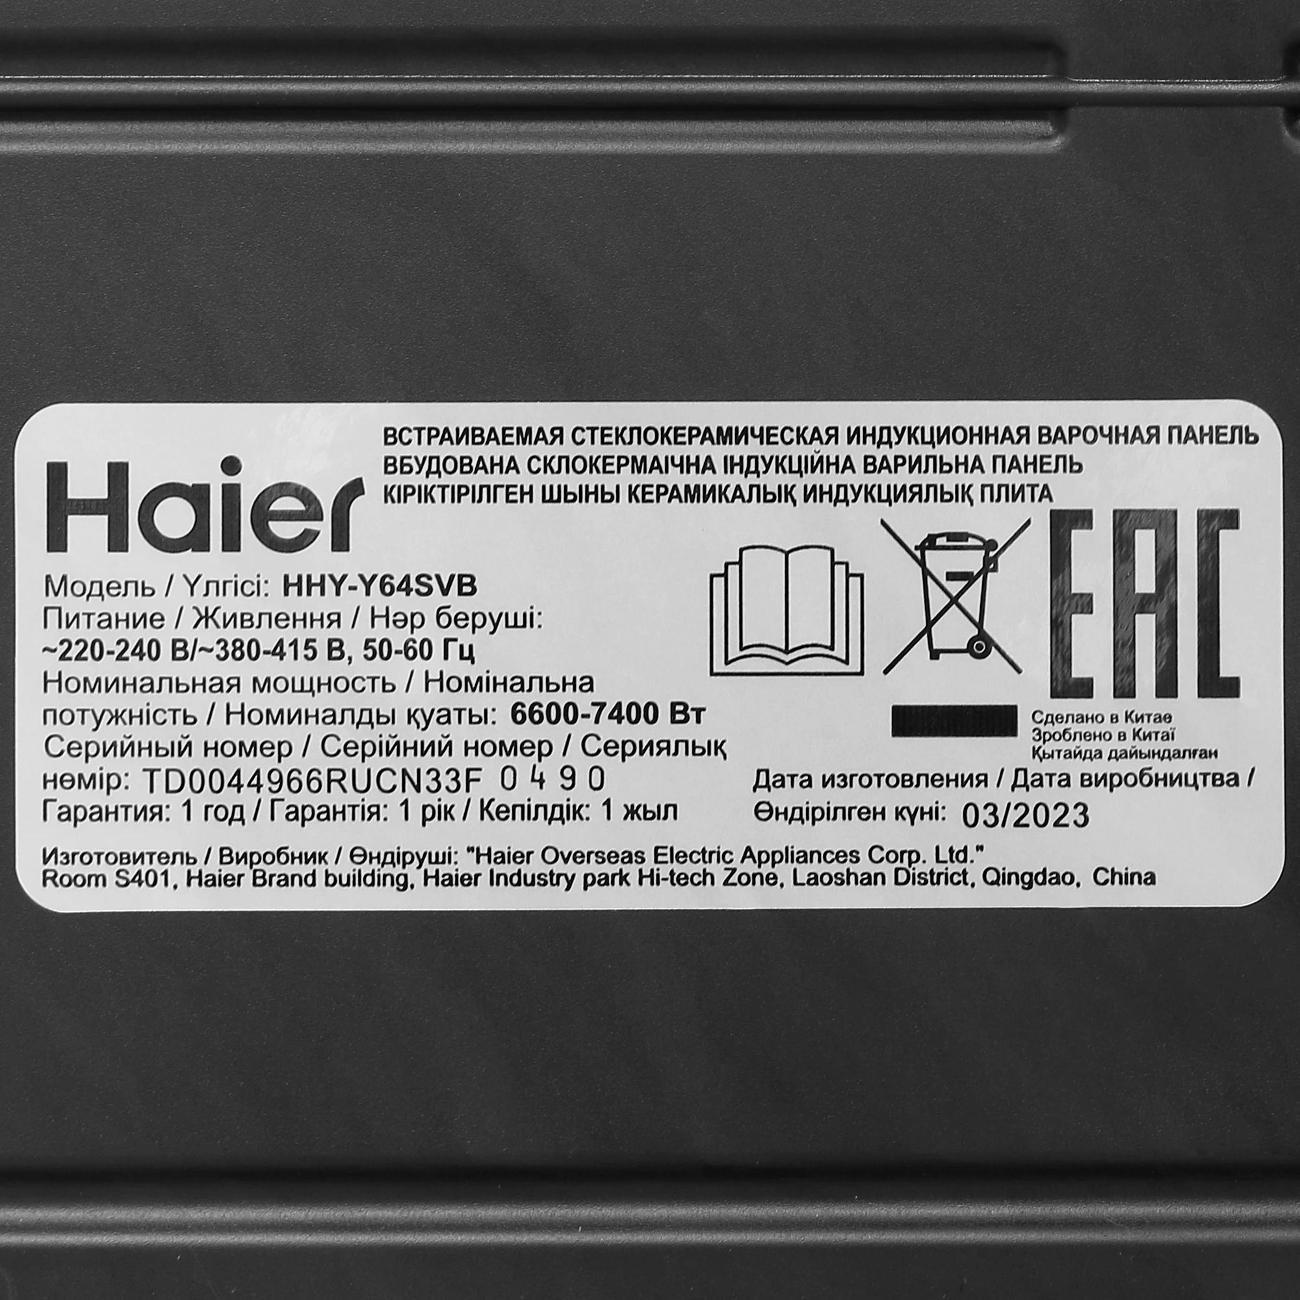 ВСТРАИВАЕМАЯ СТЕКЛОКЕРАМИЧЕСКАЯ ИНДУКЦИОННАЯ ВАРОЧНАЯ ПАНЕЛЬ
ВБУДОВАНА СКЛОКЕРМАІЧНА ІНДУКЦІЙНА ВАРИЛЬНА ПАНЕЛЬ
КІРІКТІРІЛГЕН ШЫНЫ КЕРАМИКАЛЫҚ ИНДУКЦИЯЛЫҚ ПЛИТА
Haier
EAC
Модель / Үлгісі: HHY-Y64SVB
Питание / Живлення / Нәр беруші:
~220-240 В/~380-415 В, 50-60 Гц
Номинальная мощность / Номінальна
потужність / Номиналды қуаты: 6600-7400 Вт
Серийный номер / Серійний номер / Сериялық
нөмір: TD0044966RUCN33F 0490
Гарантия: 1 год / Гарантія: 1 рік / Кепілдік: 1 жыл
Сделано в Китае
Зроблено в Китаї
Қытайда дайындалған
Дата изготовления / Дата виробництва /
Өндірілген күні: 03/2023
Изготовитель / Виробник / Өндіруші: "Haier Overseas Electric Appliances Corp. Ltd."
Room S401, Haier Brand building, Haier Industry park Hi-tech Zone, Laoshan District, Qingdao, China